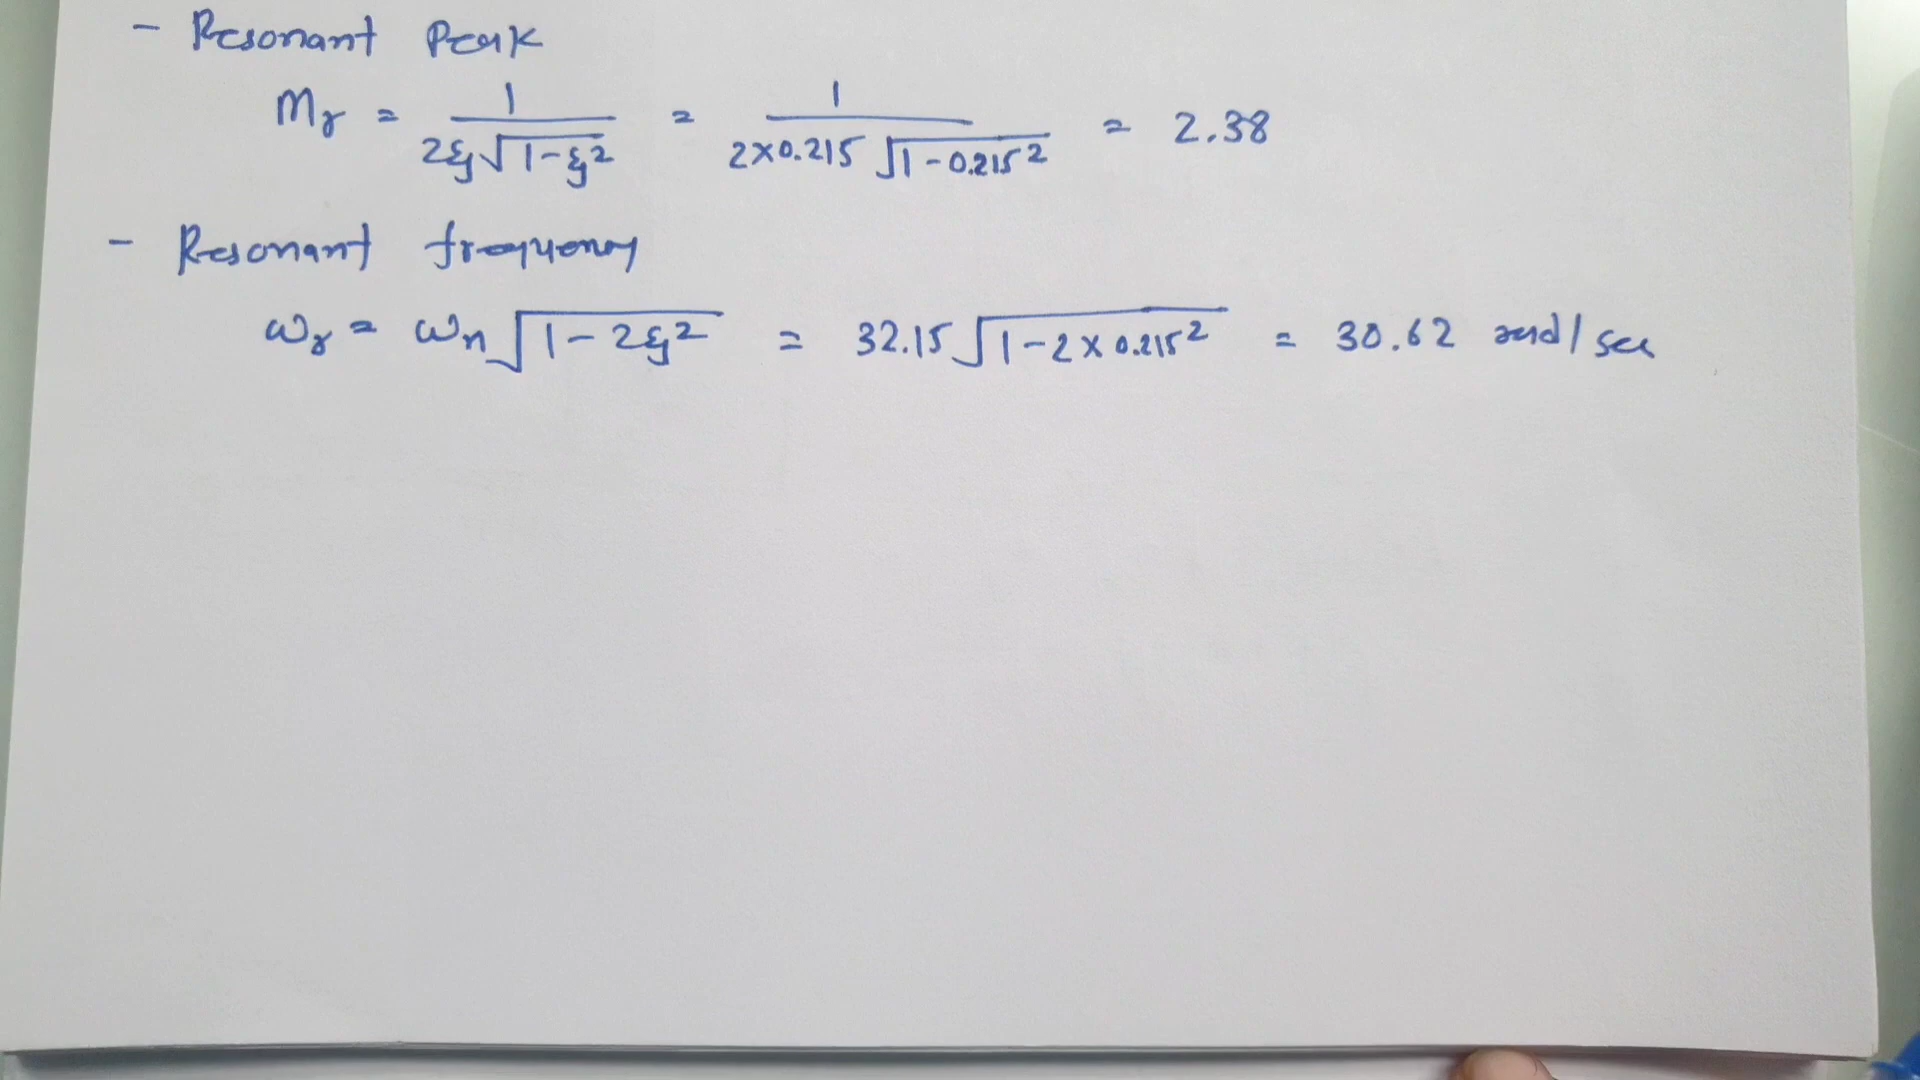 - Resonant Peak
Mr = 1 / 2ξ√1-ξ² = 1 / 2×0.215 √1-0.215² = 2.38
- Resonant frequency
ωr = ωn √1-2ξ² = 32.15 √1-2×0.215² = 30.62 rad/sec